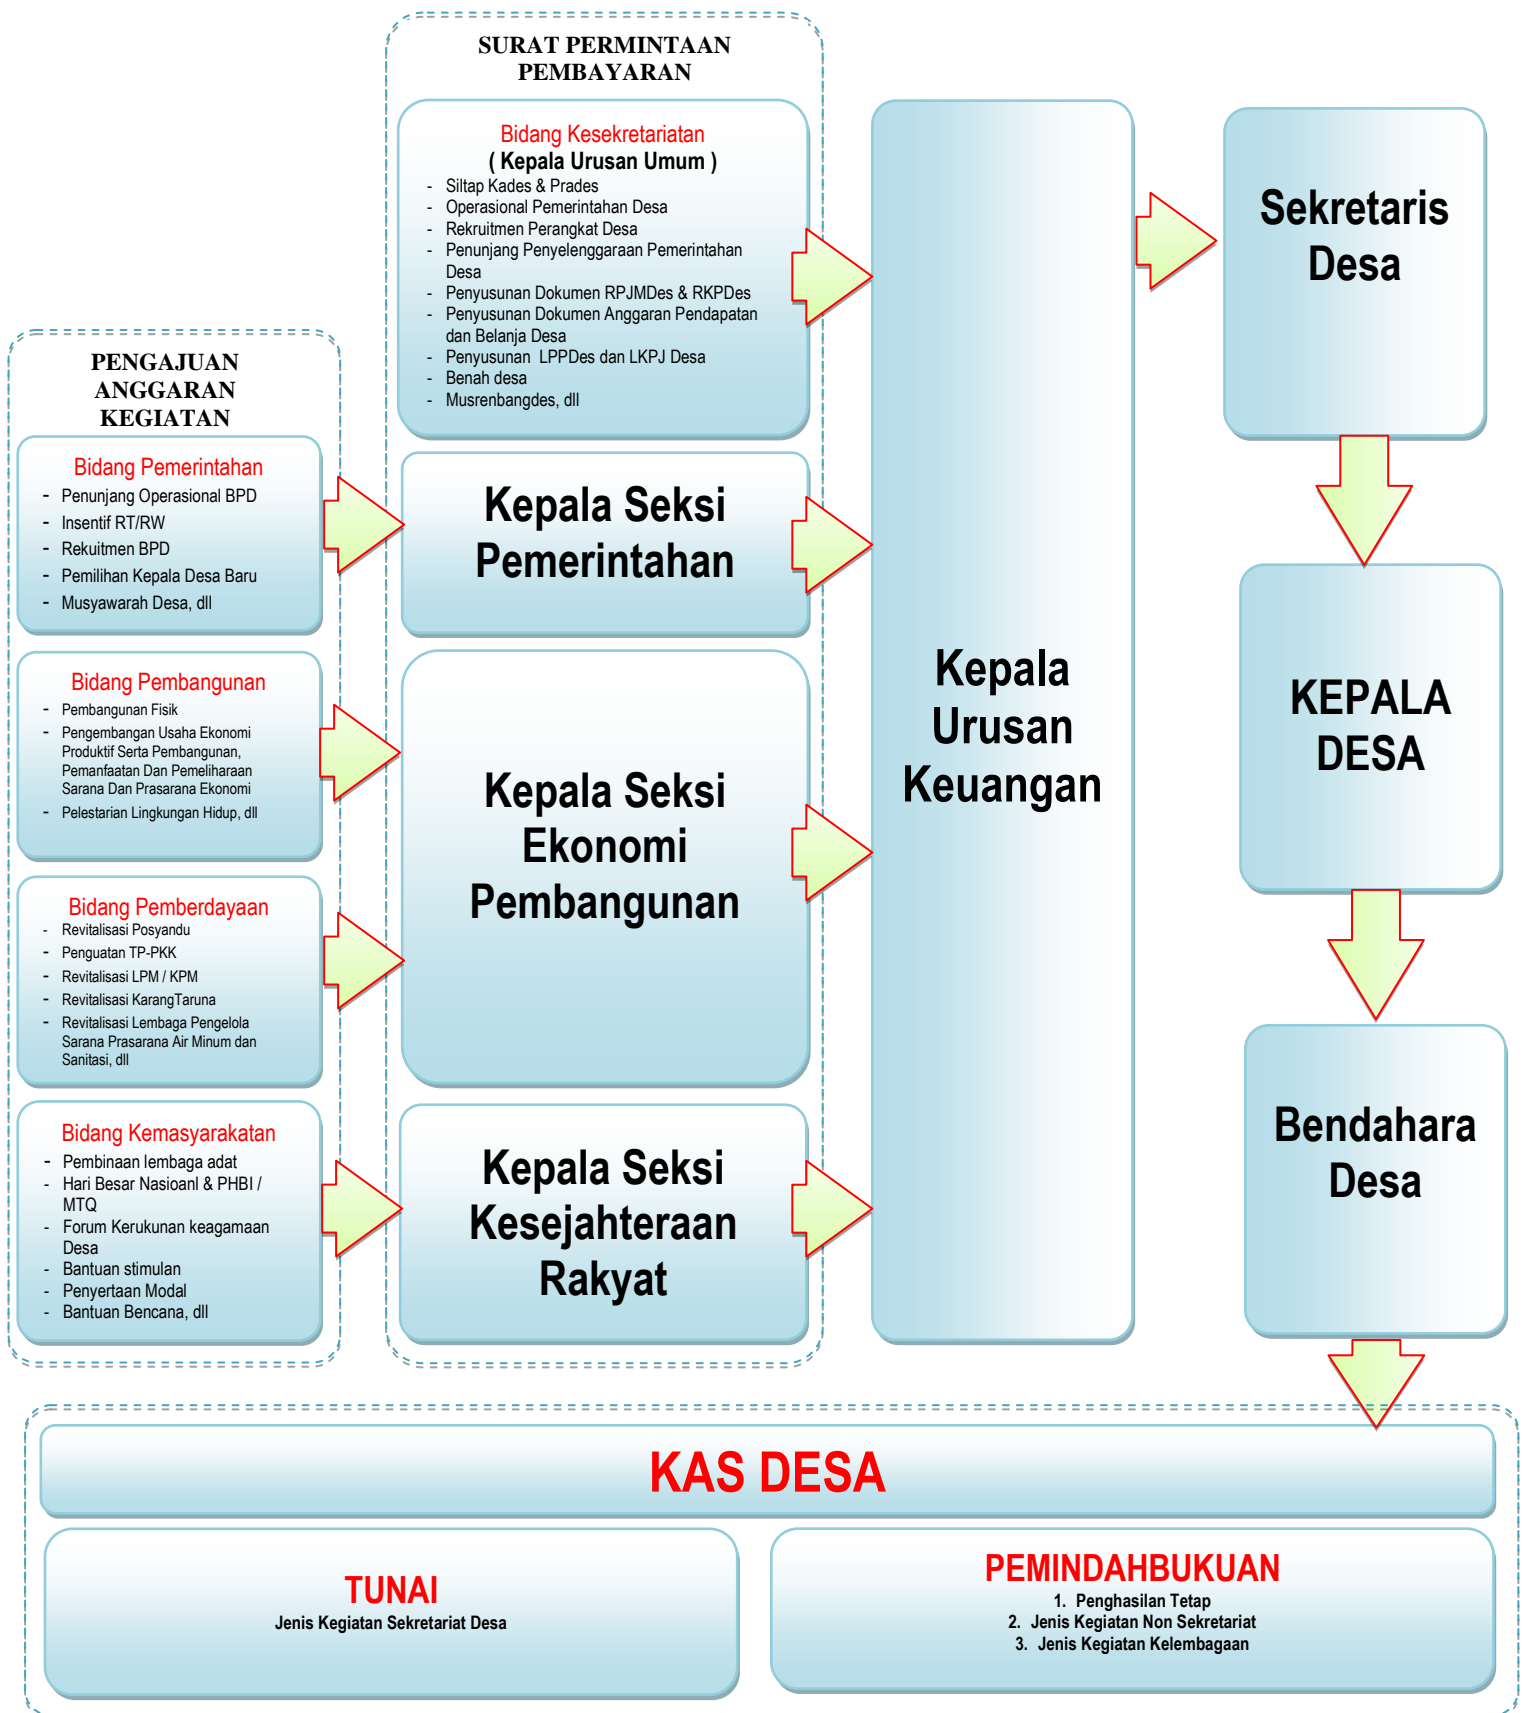 SURAT PERMINTAAN
PEMBAYARAN
Bidang Kesekretariatan
( Kepala Urusan Umum )
- Siltap Kades & Prades
- Operasional Pemerintahan Desa
- Rekruitmen Perangkat Desa
- Penunjang Penyelenggaraan Pemerintahan
Desa
- Penyusunan Dokumen RPJMDes & RKPDes
- Penyusunan Dokumen Anggaran Pendapatan
dan Belanja Desa
- Penyusunan LPPDes dan LKPJ Desa
- Benah desa
- Musrenbangdes, dll
PENGAJUAN
ANGGARAN
KEGIATAN
Bidang Pemerintahan
- Penunjang Operasional BPD
- Insentif RT/RW
- Rekuitmen BPD
- Pemilihan Kepala Desa Baru
- Musyawarah Desa, dll
Bidang Pembangunan
- Pembangunan Fisik
- Pengembangan Usaha Ekonomi
Produktif Serta Pembangunan,
Pemanfaatan Dan Pemeliharaan
Sarana Dan Prasarana Ekonomi
- Pelestarian Lingkungan Hidup, dll
Bidang Pemberdayaan
- Revitalisasi Posyandu
- Penguatan TP-PKK
- Revitalisasi LPM / KPM
- Revitalisasi KarangTaruna
- Revitalisasi Lembaga Pengelola
Sarana Prasarana Air Minum dan
Sanitasi, dll
Bidang Kemasyarakatan
- Pembinaan lembaga adat
- Hari Besar Nasioanl & PHBI /
MTQ
- Forum Kerukunan keagamaan
Desa
- Bantuan stimulan
- Penyertaan Modal
- Bantuan Bencana, dll
Kepala Seksi
Pemerintahan
Kepala Seksi
Ekonomi
Pembangunan
Kepala Seksi
Kesejahteraan
Rakyat
Kepala
Urusan
Keuangan
Sekretaris
Desa
KEPALA
DESA
Bendahara
Desa
KAS DESA
TUNAI
Jenis Kegiatan Sekretariat Desa
PEMINDAHBUKUAN
1. Penghasilan Tetap
2. Jenis Kegiatan Non Sekretariat
3. Jenis Kegiatan Kelembagaan